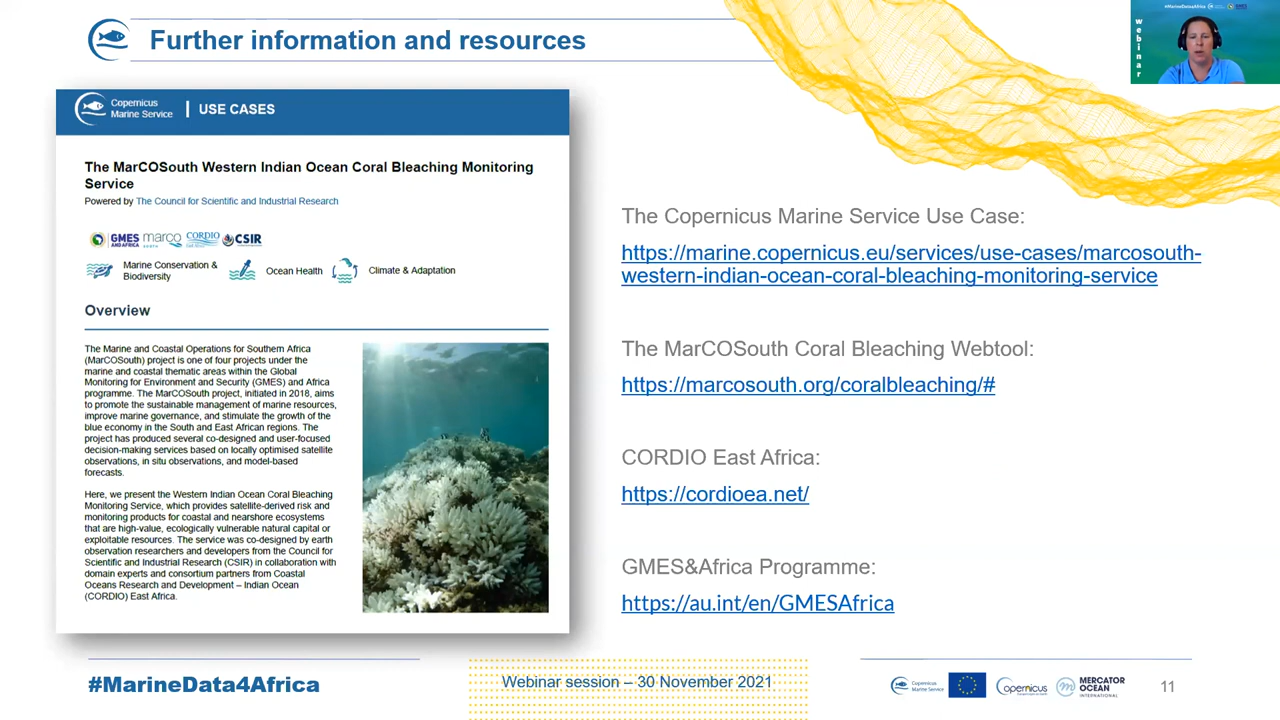 Further information and resources
Copernicus
Marine Service
USE CASES
The MarCOSouth Western Indian Ocean Coral Bleaching Monitoring
Service
Powered by The Council for Scientific and Industrial Research
GMES
AND AFRICA
marco
SOUTH
CORDIO
CSIR
Marine Conservation &
Biodiversity
Ocean Health
Climate & Adaptation
Overview
The Marine and Coastal Operations for Southern Africa
(MarCOSouth) project is one of four projects under the
marine and coastal thematic areas within the Global
Monitoring for Environment and Security (GMES) and Africa
programme. The MarCOSouth project, initiated in 2018, aims
to promote the sustainable management of marine resources,
improve marine governance, and stimulate the growth of the
blue economy in the South and East African regions. The
project has produced several co-designed and user-focused
decision-making services based on locally optimised satellite
observations, in situ observations, and model-based
forecasts.
Here, we present the Western Indian Ocean Coral Bleaching
Monitoring Service, which provides satellite-derived risk and
monitoring products for coastal and nearshore ecosystems
that are high-value, ecologically vulnerable natural capital or
exploitable resources. The service was co-designed by earth
observation researchers and developers from the Council for
Scientific and Industrial Research (CSIR) in collaboration with
domain experts and consortium partners from Coastal
Oceans Research and Development – Indian Ocean
(CORDIO) East Africa.
The Copernicus Marine Service Use Case:
https://marine.copernicus.eu/services/use-cases/marcosouth-
western-indian-ocean-coral-bleaching-monitoring-service
The MarCOSouth Coral Bleaching Webtool:
https://marcosouth.org/coralbleaching/#
CORDIO East Africa:
https://cordioea.net/
GMES&Africa Programme:
https://au.int/en/GMESAfrica
#MarineData4Africa
webinar
#MarineData4Africa
Webinar session – 30 November 2021
Copernicus
Marine Service
Copernicus
MERCATOR
OCEAN
INTERNATIONAL
11